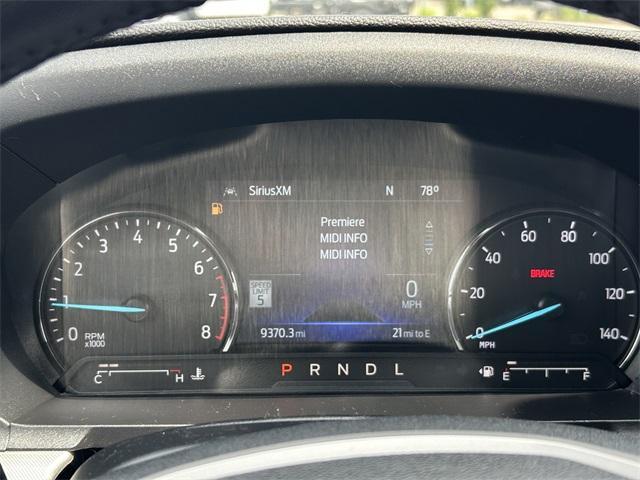 SiriusXM N 78°
Premiere
MIDI INFO
MIDI INFO
SPEED
LIMIT
5
0
MPH
9370.3 mi 21 mi to E
0 1 2 3 4 5 6 7 8
RPM
x1000
0 20 40 60 80 100 120 140
BRAKE
MPH
C H
P R N D L
E F